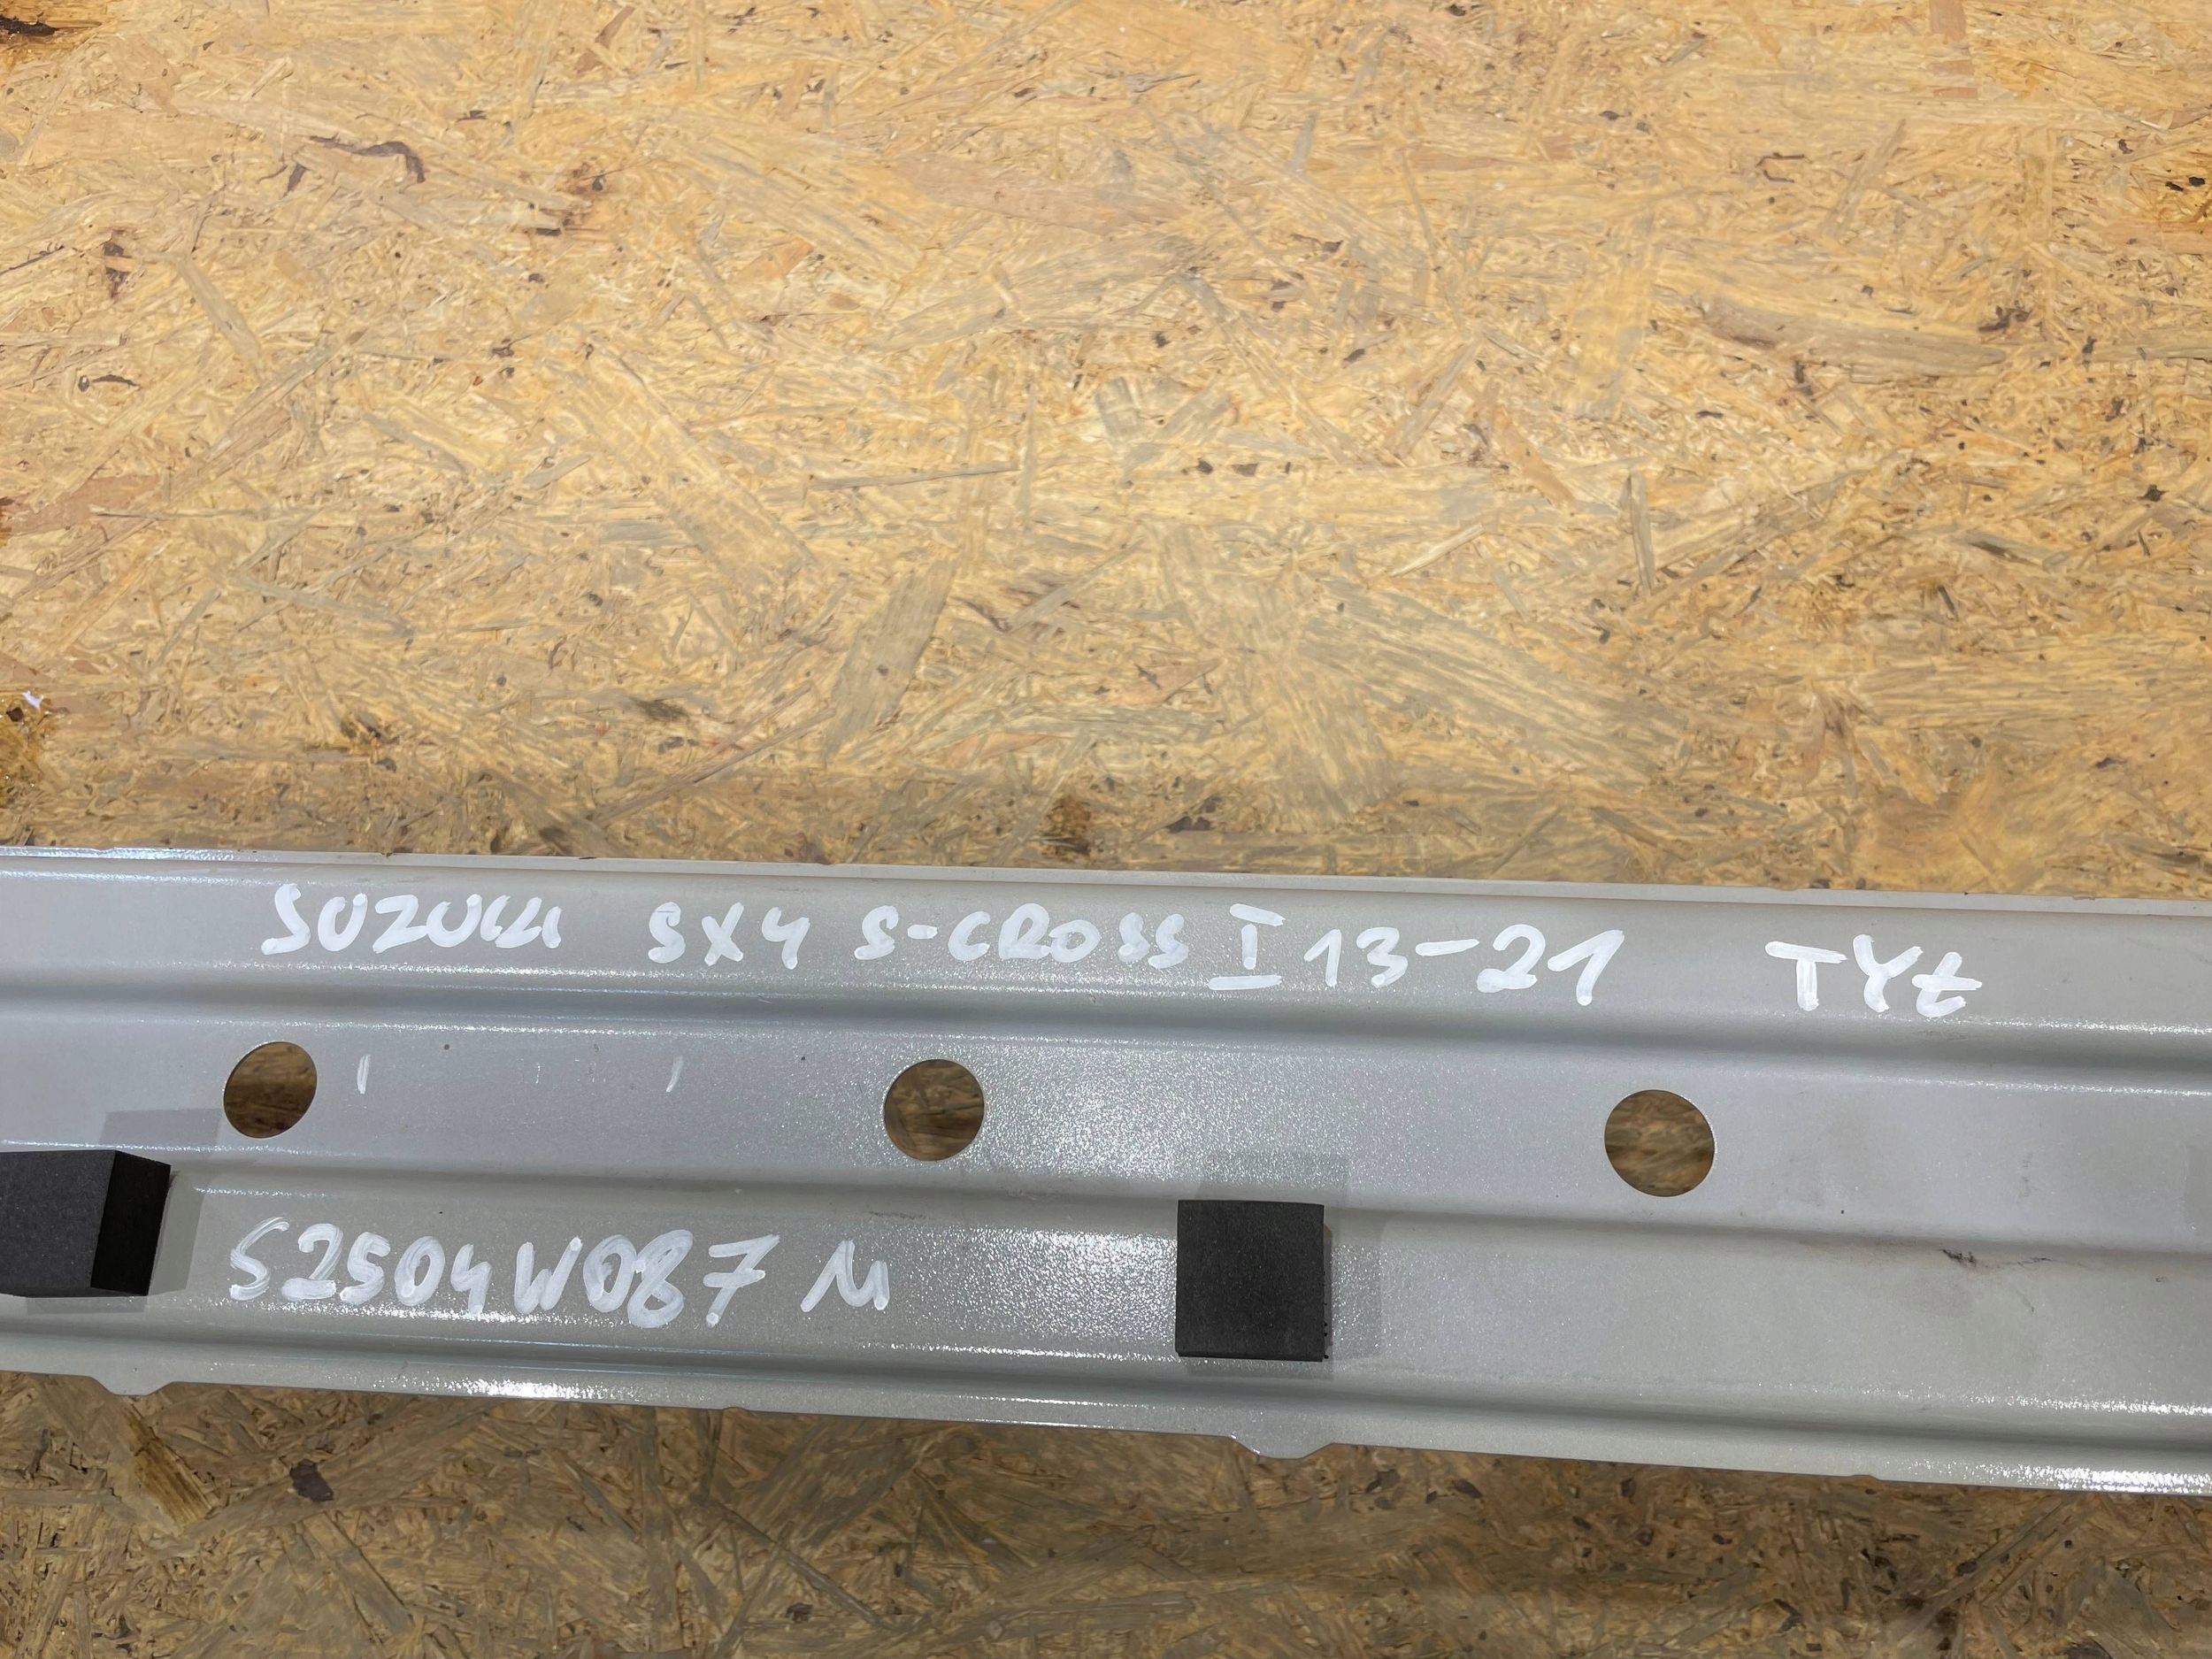 SUZUKI SX4 S-CROSS I 13-21 TYŁ
S2504W087 M